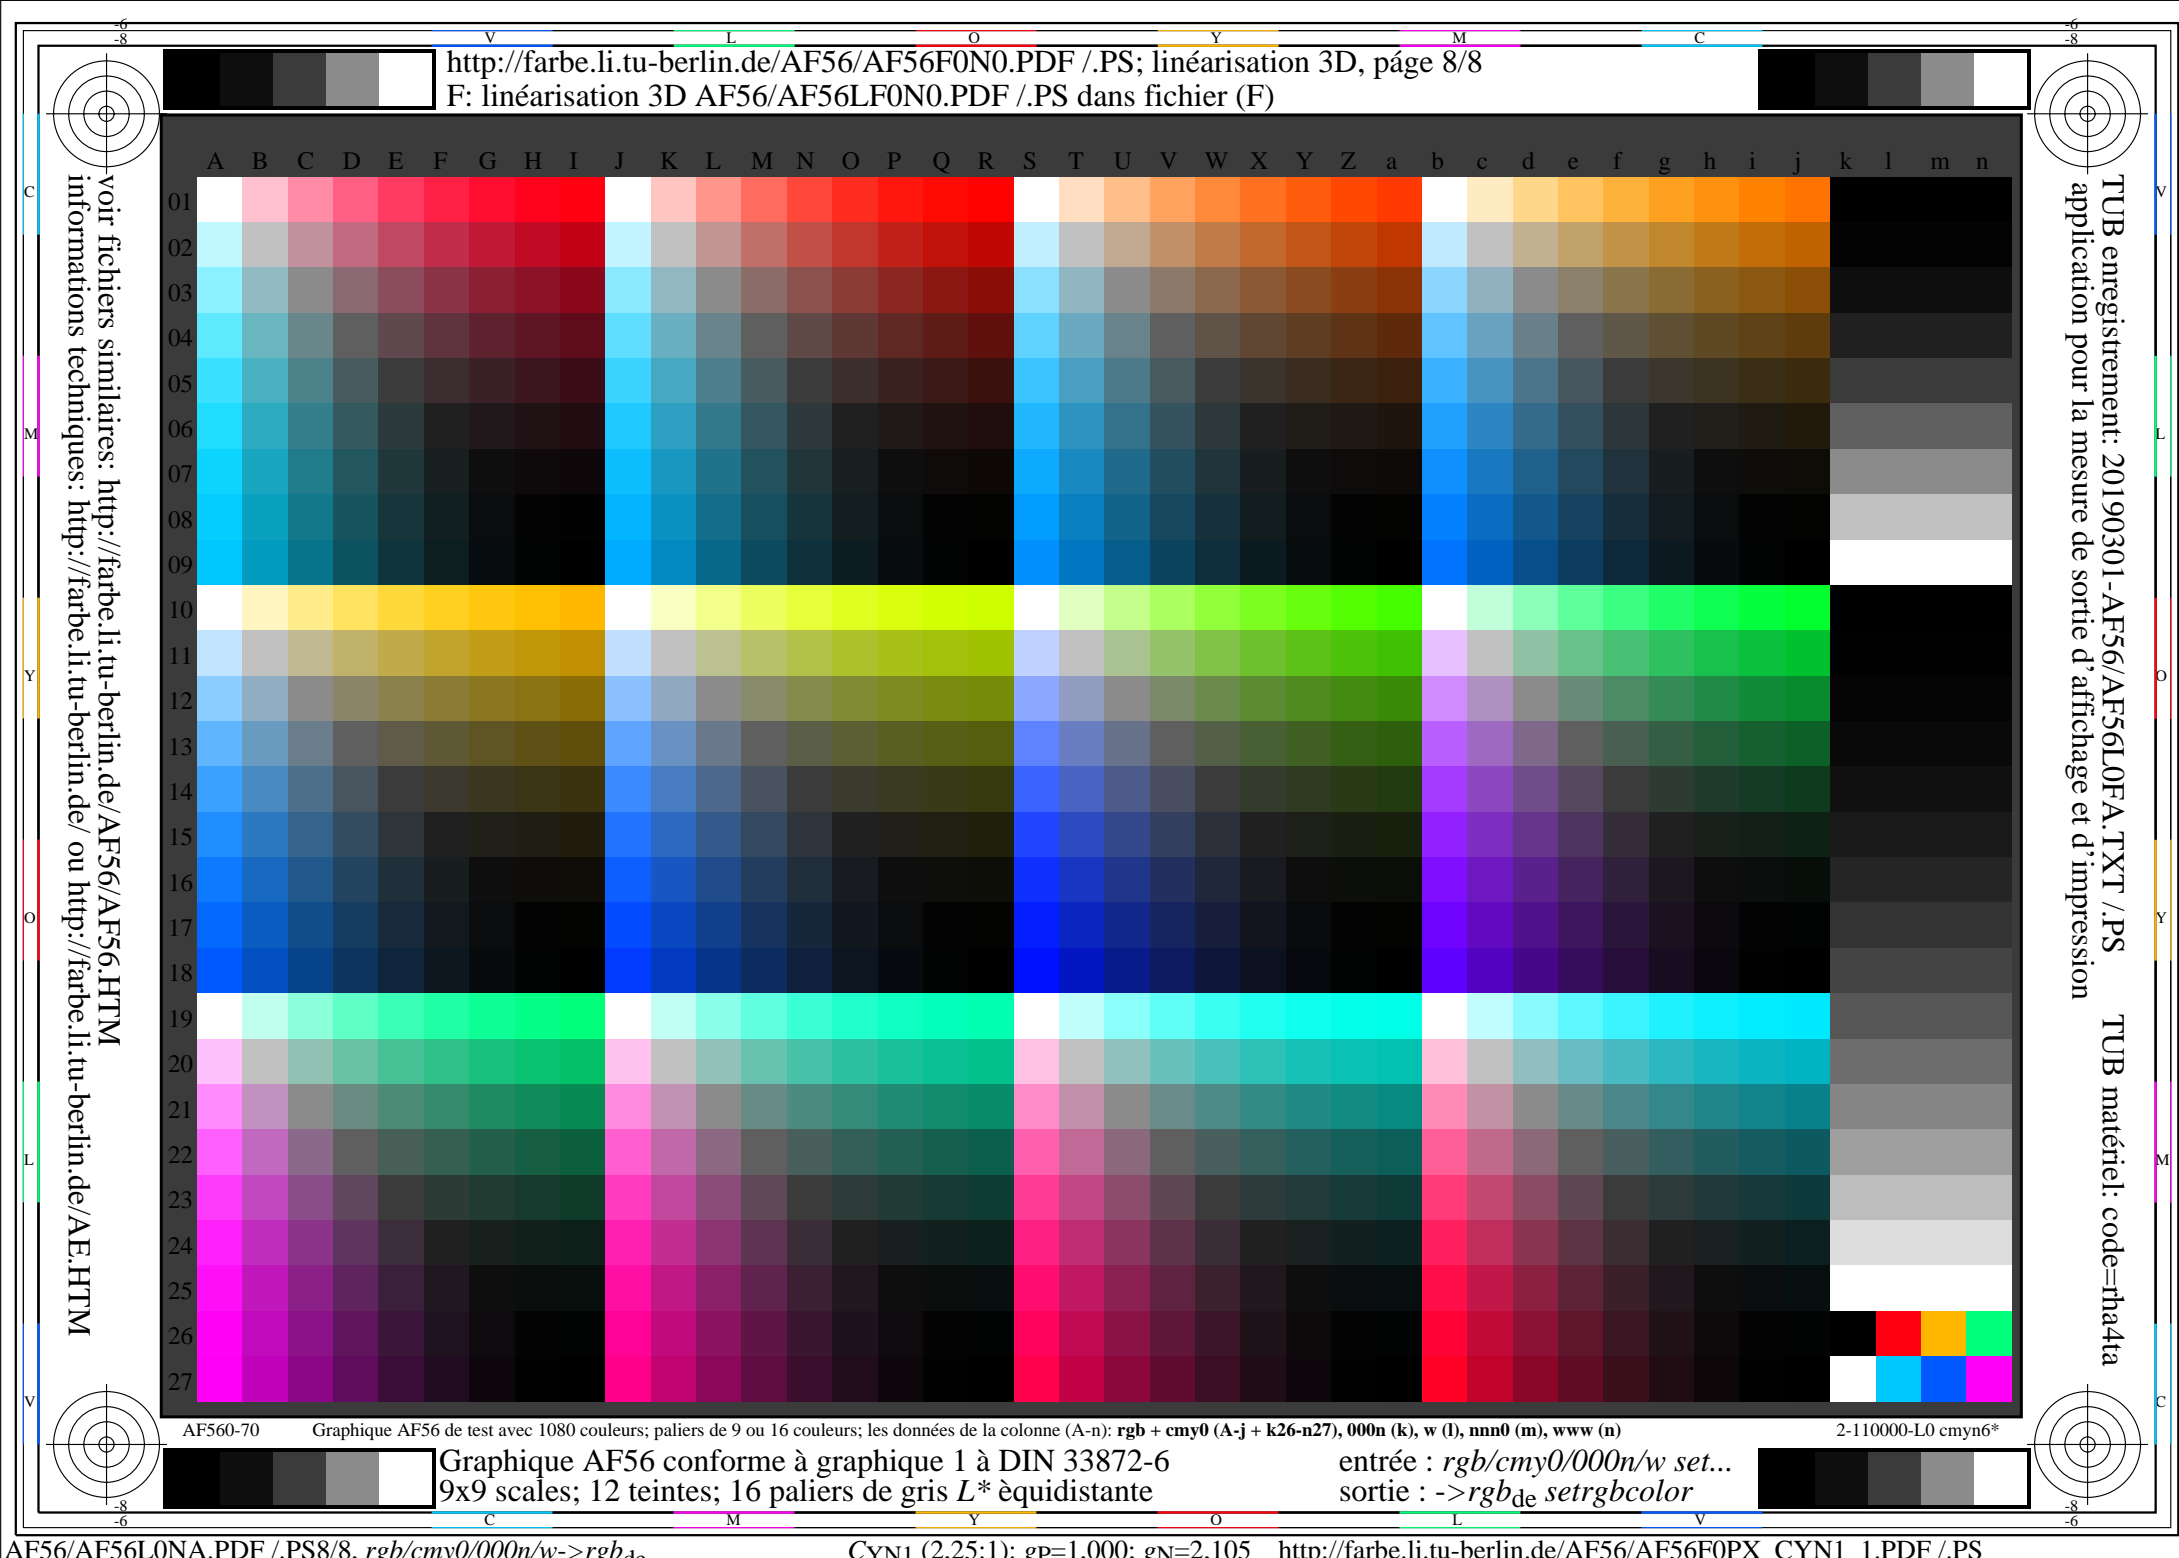 -6
-8
V L O Y M C
-6
-8
http://farbe.li.tu-berlin.de/AF56/AF56F0N0.PDF /.PS; linéarisation 3D, páge 8/8
F: linéarisation 3D AF56/AF56LF0N0.PDF /.PS dans fichier (F)
A B C D E F G H I J K L M N O P Q R S T U V W X Y Z a b c d e f g h i j k l m n
01
02
03
04
05
06
07
08
09
10
11
12
13
14
15
16
17
18
19
20
21
22
23
24
25
26
27
C
M
Y
O
L
V
voir fichiers similaires: http://farbe.li.tu-berlin.de/AF56/AF56.HTM
informations techniques: http://farbe.li.tu-berlin.de/ ou http://farbe.li.tu-berlin.de/AE.HTM
TUB enregistrement: 20190301-AF56/AF56L0FA.TXT /.PS TUB matériel: code=rha4ta
application pour la mesure de sortie d'affichage et d'impression
V
L
O
Y
M
C
AF560-70 Graphique AF56 de test avec 1080 couleurs; paliers de 9 ou 16 couleurs; les données de la colonne (A-n): rgb + cmy0 (A-j + k26-n27), 000n (k), w (l), nnn0 (m), www (n) 2-110000-L0 cmyn6*
Graphique AF56 conforme à graphique 1 à DIN 33872-6
9x9 scales; 12 teintes; 16 paliers de gris L* èquidistante
entrée : rgb/cmy0/000n/w set...
sortie : ->rgbde setrgbcolor
-8
-6
C M Y O L V
-8
-6
AF56/AF56L0NA.PDF /.PS8/8, rgb/cmy0/000n/w->rgbde CYN1 (2,25:1): gP=1,000; gN=2,105 http://farbe.li.tu-berlin.de/AF56/AF56F0PX_CYN1_1.PDF /.PS